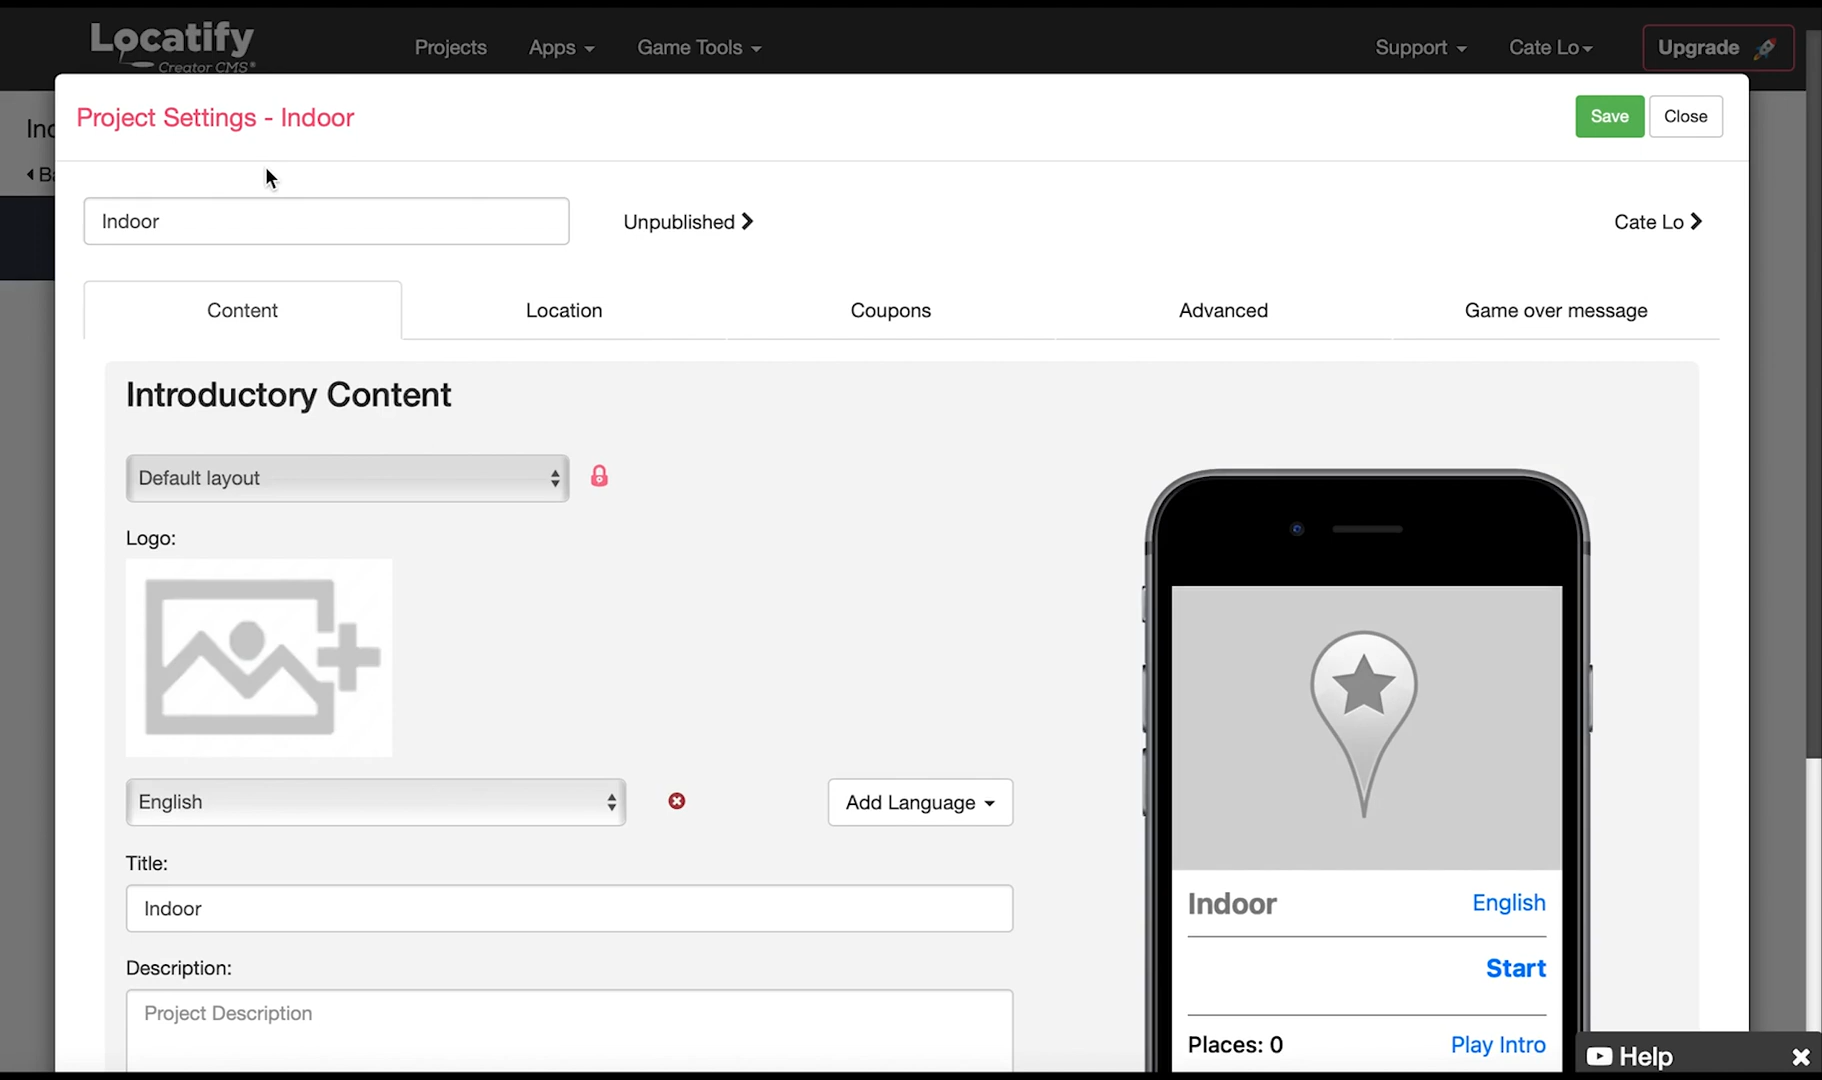 Locatify
Creator CMS®
Projects
Apps
Game Tools
Support
Cate Lo
Upgrade
Project Settings - Indoor
Save
Close
Indoor
Unpublished
Cate Lo
Content
Location
Coupons
Advanced
Game over message
Introductory Content
Default layout
Logo:
English
Add Language
Title:
Indoor
Description:
Project Description
Indoor
English
Start
Places: 0
Play Intro
Help